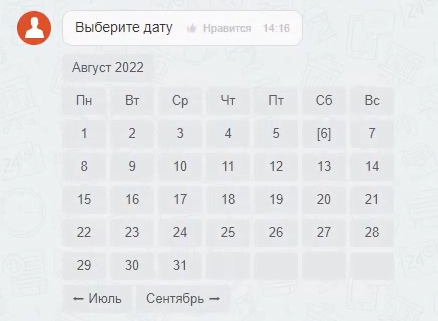 Выберите дату Нравится 14:16
Август 2022
Пн Вт Ср Чт Пт Сб Вс
1 2 3 4 5 [6] 7
8 9 10 11 12 13 14
15 16 17 18 19 20 21
22 23 24 25 26 27 28
29 30 31
← Июль Сентябрь →